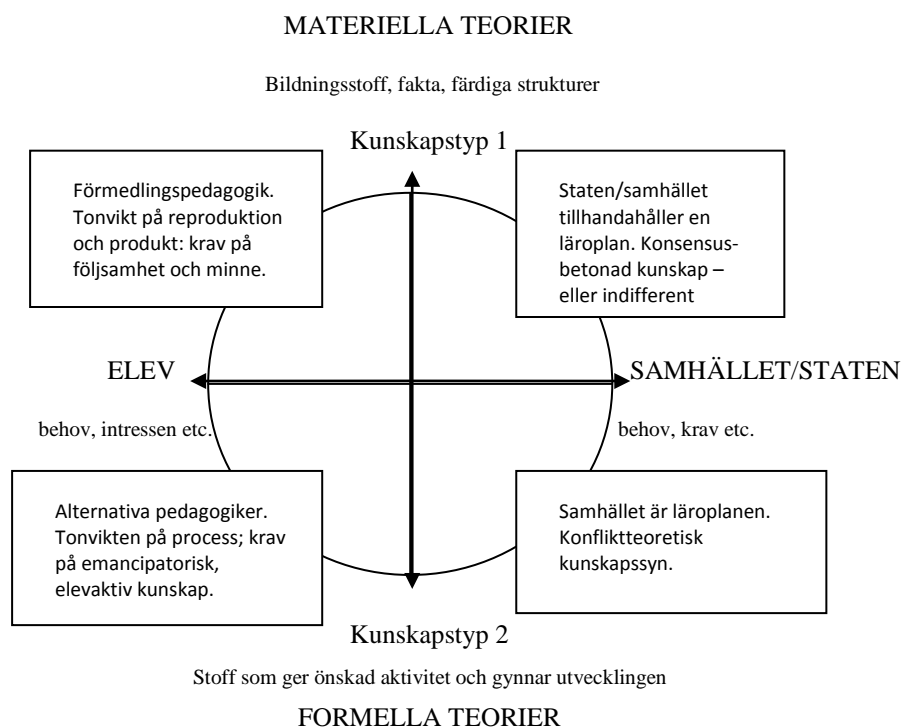 MATERIELLA TEORIER
Bildningsstoff, fakta, färdiga strukturer
Kunskapstyp 1
Förmedlingspedagogik.
Tonvikt på reproduktion
och produkt: krav på
följsamhet och minne.
Staten/samhället
tillhandahåller en
läroplan. Konsensus-
betonad kunskap –
eller indifferent
ELEV
SAMHÄLLET/STATEN
behov, intressen etc.
behov, krav etc.
Alternativa pedagogiker.
Tonvikten på process; krav
på emancipatorisk,
elevaktiv kunskap.
Samhället är läroplanen.
Konfliktteoretisk
kunskapssyn.
Kunskapstyp 2
Stoff som ger önskad aktivitet och gynnar utvecklingen
FORMELLA TEORIER